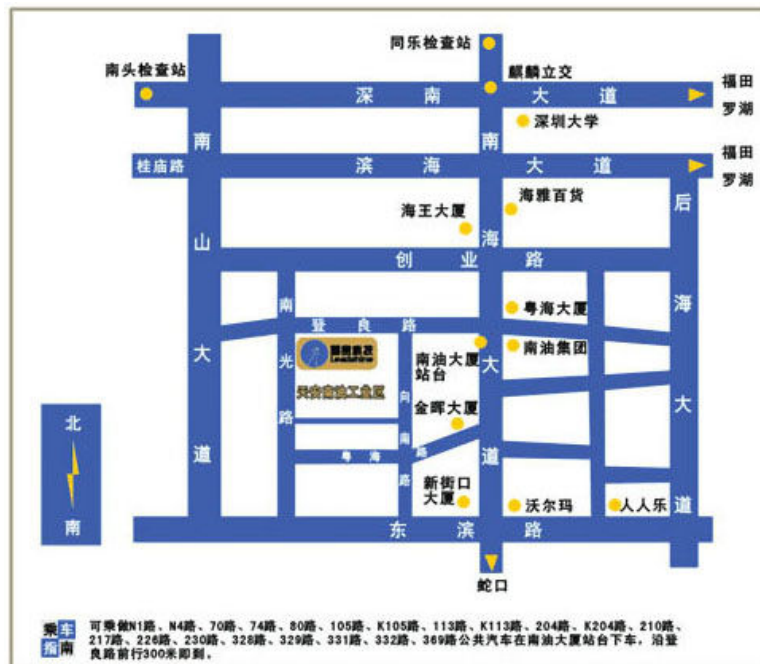 同乐检查站
南头检查站
麒麟立交
福田
罗湖
深南大道
深圳大学
桂庙路
滨海大道
福田
罗湖
海雅百货
海王大厦
创业路
南山大道
南海大道
后海大道
南光路
登良路
粤海大厦
南油集团
南油大厦
站台
天安南油工业区
向南路
金晖大厦
粤海路
新街口
大厦
沃尔玛
人人乐
东滨路
蛇口
北
南
乘车
指南
可乘做N1路、N4路、70路、74路、80路、105路、K105路、113路、K113路、204路、K204路、210路、
217路、226路、230路、328路、329路、331路、332路、369路公共汽车在南油大厦站台下车，沿登
良路前行300米即到。